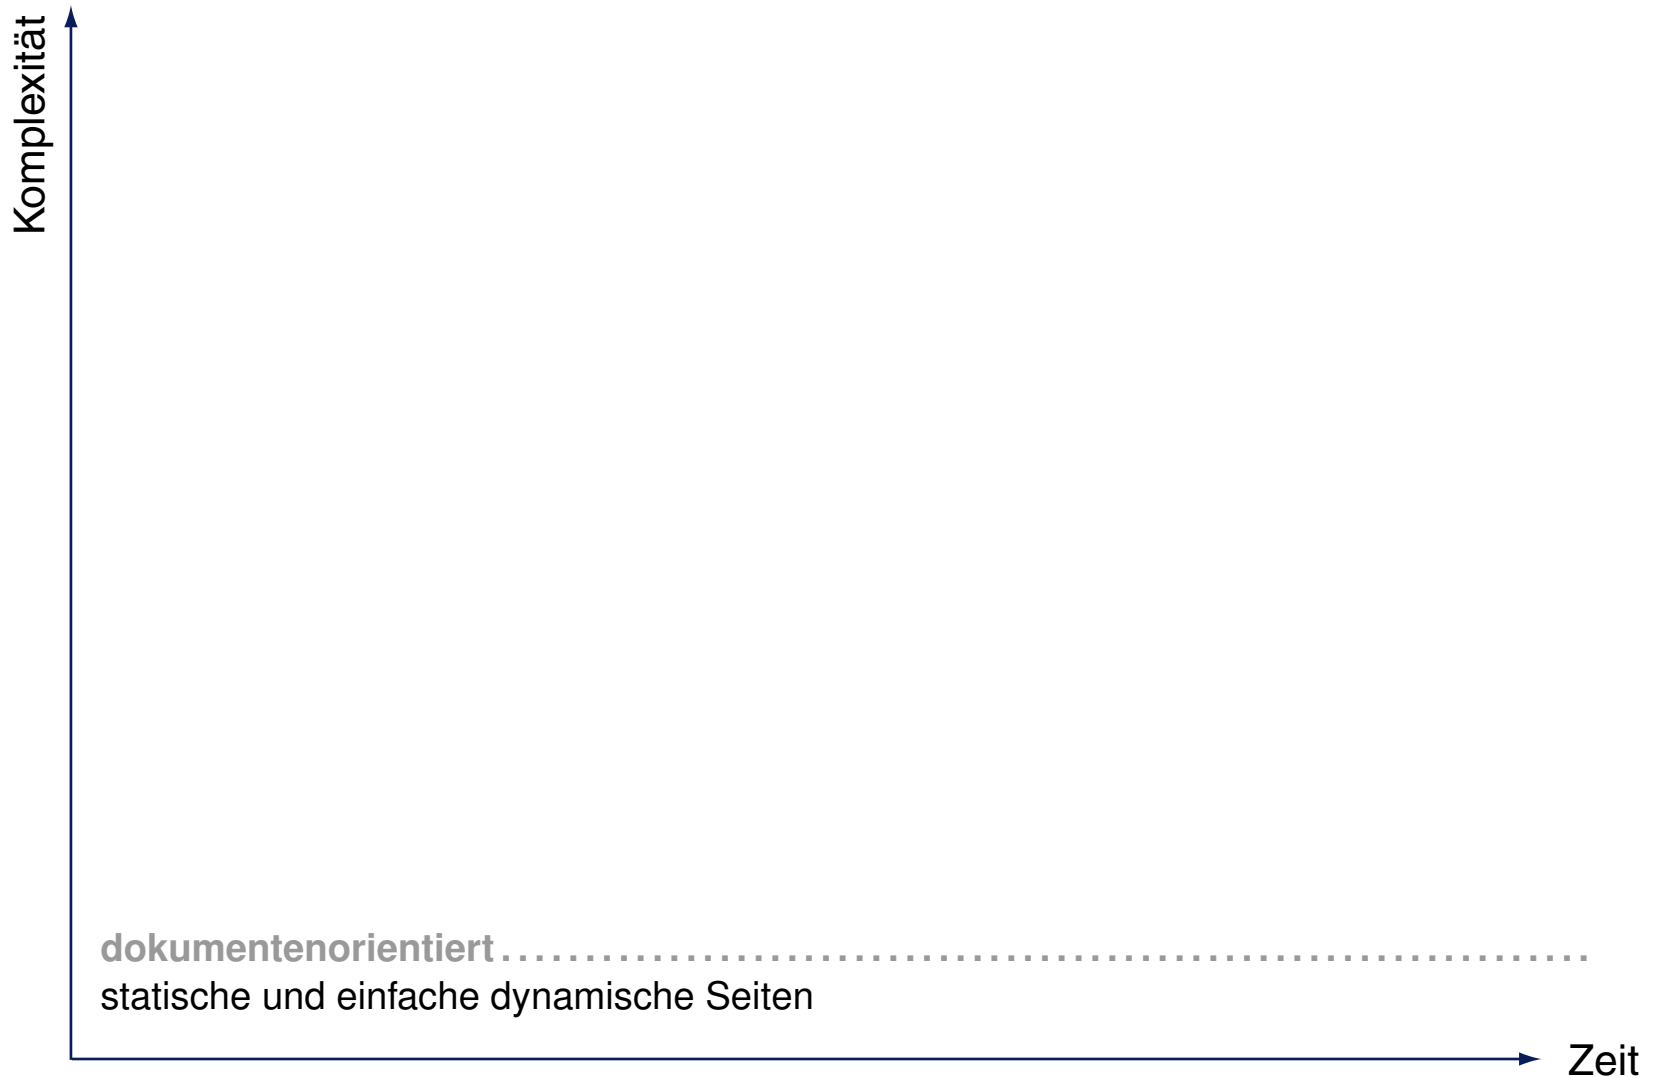 Komplexität
dokumentenorientiert . . . . . . . . . . . . . . . . . . . . . . . . . . . . . . . . . . . . . . . . . . . . . . . . . . . . . . . . . . . . . . . . .
statische und einfache dynamische Seiten
Zeit